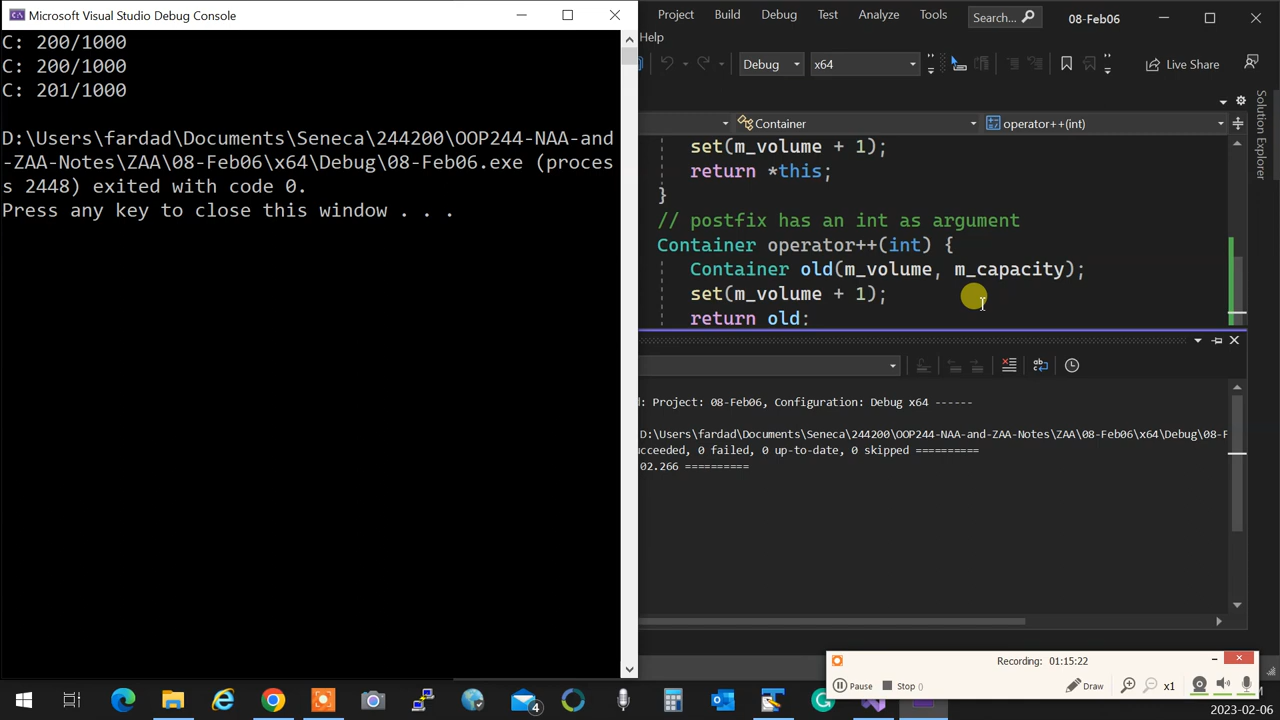 Microsoft Visual Studio Debug Console
C: 200/1000
C: 200/1000
C: 201/1000
D:\Users\fardad\Documents\Seneca\244200\OOP244-NAA-and
-ZAA-Notes\ZAA\08-Feb06\x64\Debug\08-Feb06.exe (proces
s 2448) exited with code 0.
Press any key to close this window . . .
Project Build Debug Test Analyze Tools Search... 08-Feb06
Help
Debug x64 Live Share
Container operator++(int)
set(m_volume + 1);
return *this;
}
// postfix has an int as argument
Container operator++(int) {
Container old(m_volume, m_capacity);
set(m_volume + 1);
return old;
Solution Explorer
d: Project: 08-Feb06, Configuration: Debug x64 ------
D:\Users\fardad\Documents\Seneca\244200\OOP244-NAA-and-ZAA-Notes\ZAA\08-Feb06\x64\Debug\08-F
cceeded, 0 failed, 0 up-to-date, 0 skipped ==========
02.266 ==========
Recording: 01:15:22
Pause Stop () Draw x1
4
2023-02-06